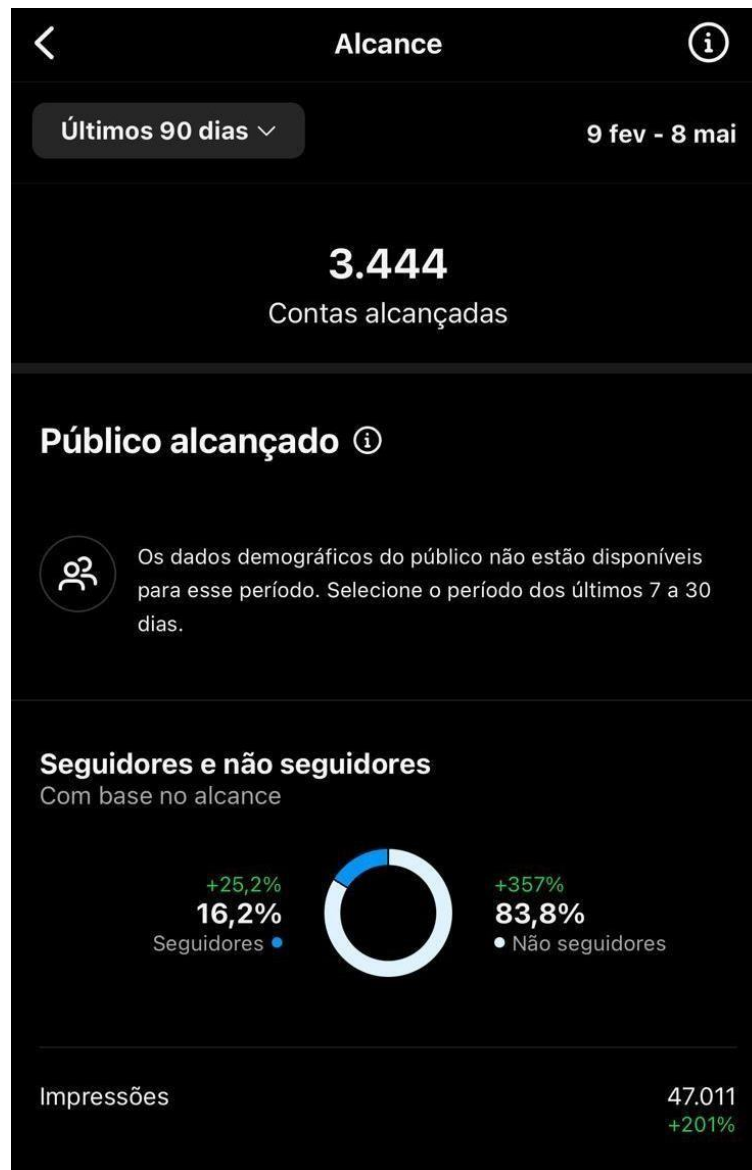 Alcance
Últimos 90 dias
9 fev - 8 mai
3.444
Contas alcançadas
Público alcançado
Os dados demográficos do público não estão disponíveis
para esse período. Selecione o período dos últimos 7 a 30
dias.
Seguidores e não seguidores
Com base no alcance
+25,2%
16,2%
Seguidores
+357%
83,8%
Não seguidores
Impressões
47.011
+201%